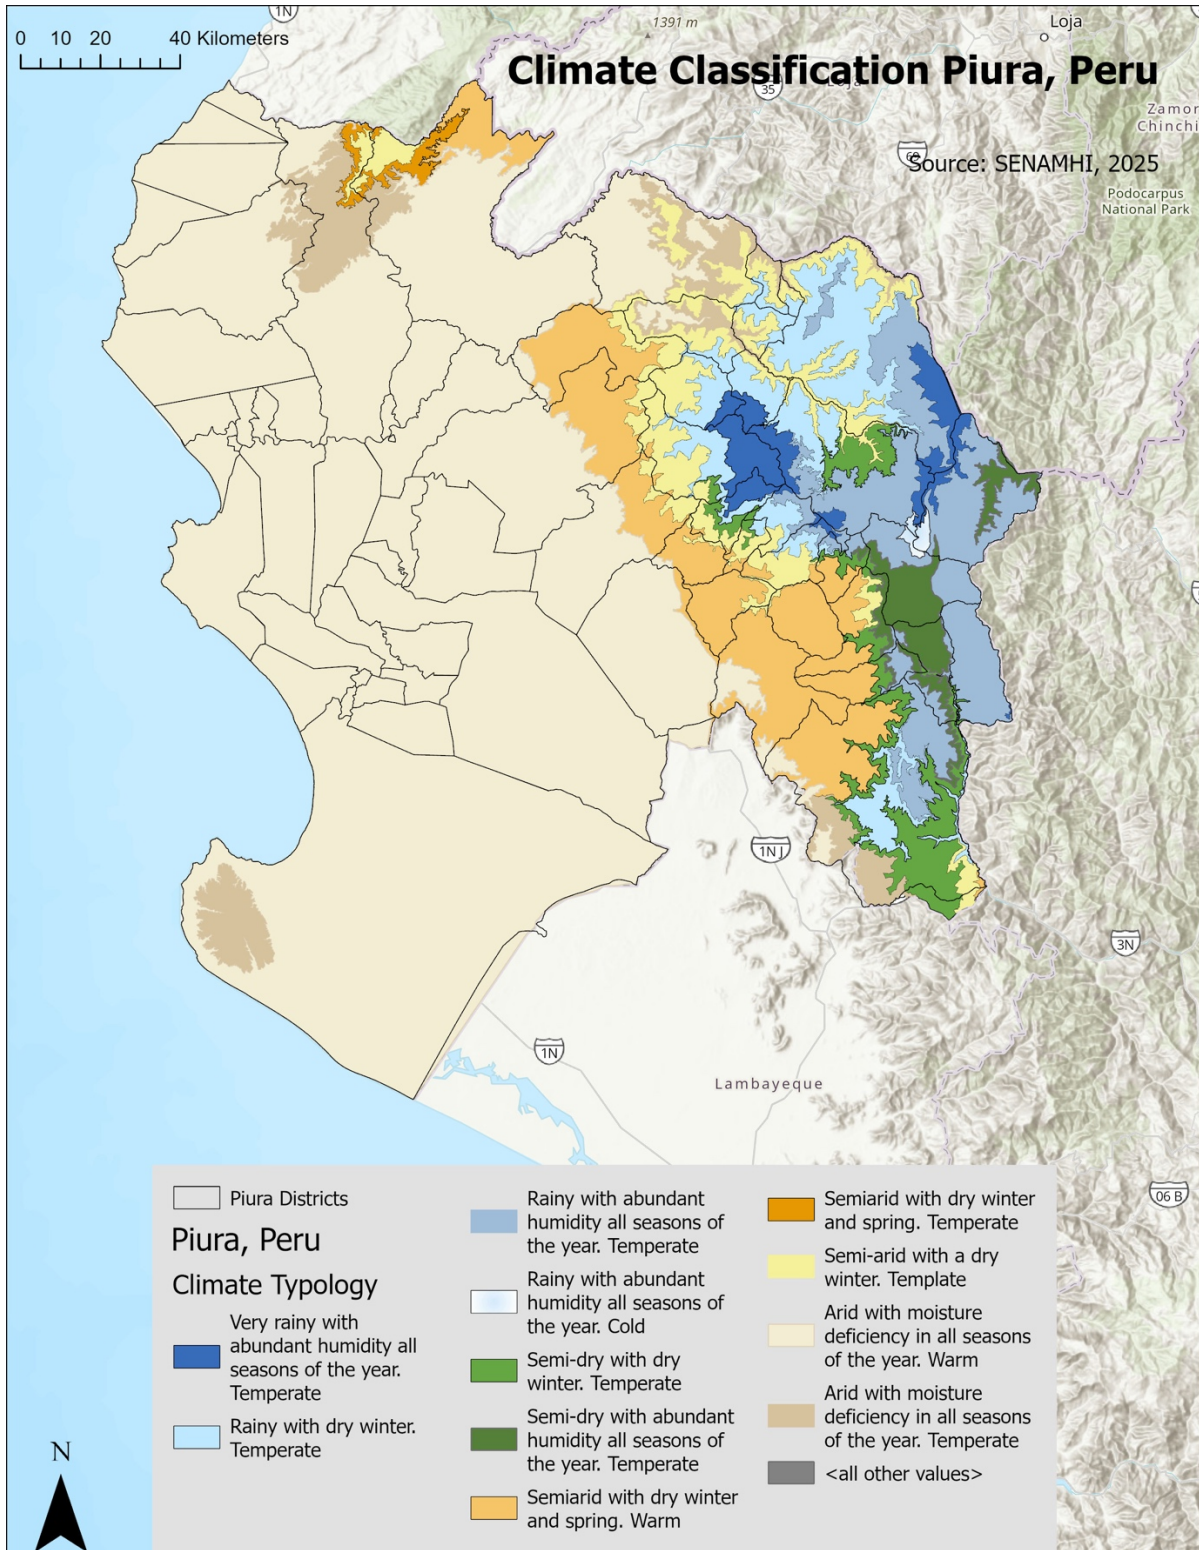 1N
1391 m
Loja
0 10 20 40 Kilometers
Climate Classification Piura, Peru
35
Loja
Zamor
Chinchi
Source: SENAMHI, 2025
Podocarpus
National Park
1N J
3N
1N
Lambayeque
06 B
Piura Districts
Piura, Peru
Climate Typology
Very rainy with
abundant humidity all
seasons of the year.
Temperate
Rainy with dry winter.
Temperate
Rainy with abundant
humidity all seasons of
the year. Temperate
Rainy with abundant
humidity all seasons of
the year. Cold
Semi-dry with dry
winter. Temperate
Semi-dry with abundant
humidity all seasons of
the year. Temperate
Semiarid with dry winter
and spring. Warm
Semiarid with dry winter
and spring. Temperate
Semi-arid with a dry
winter. Template
Arid with moisture
deficiency in all seasons
of the year. Warm
Arid with moisture
deficiency in all seasons
of the year. Temperate
<all other values>
N